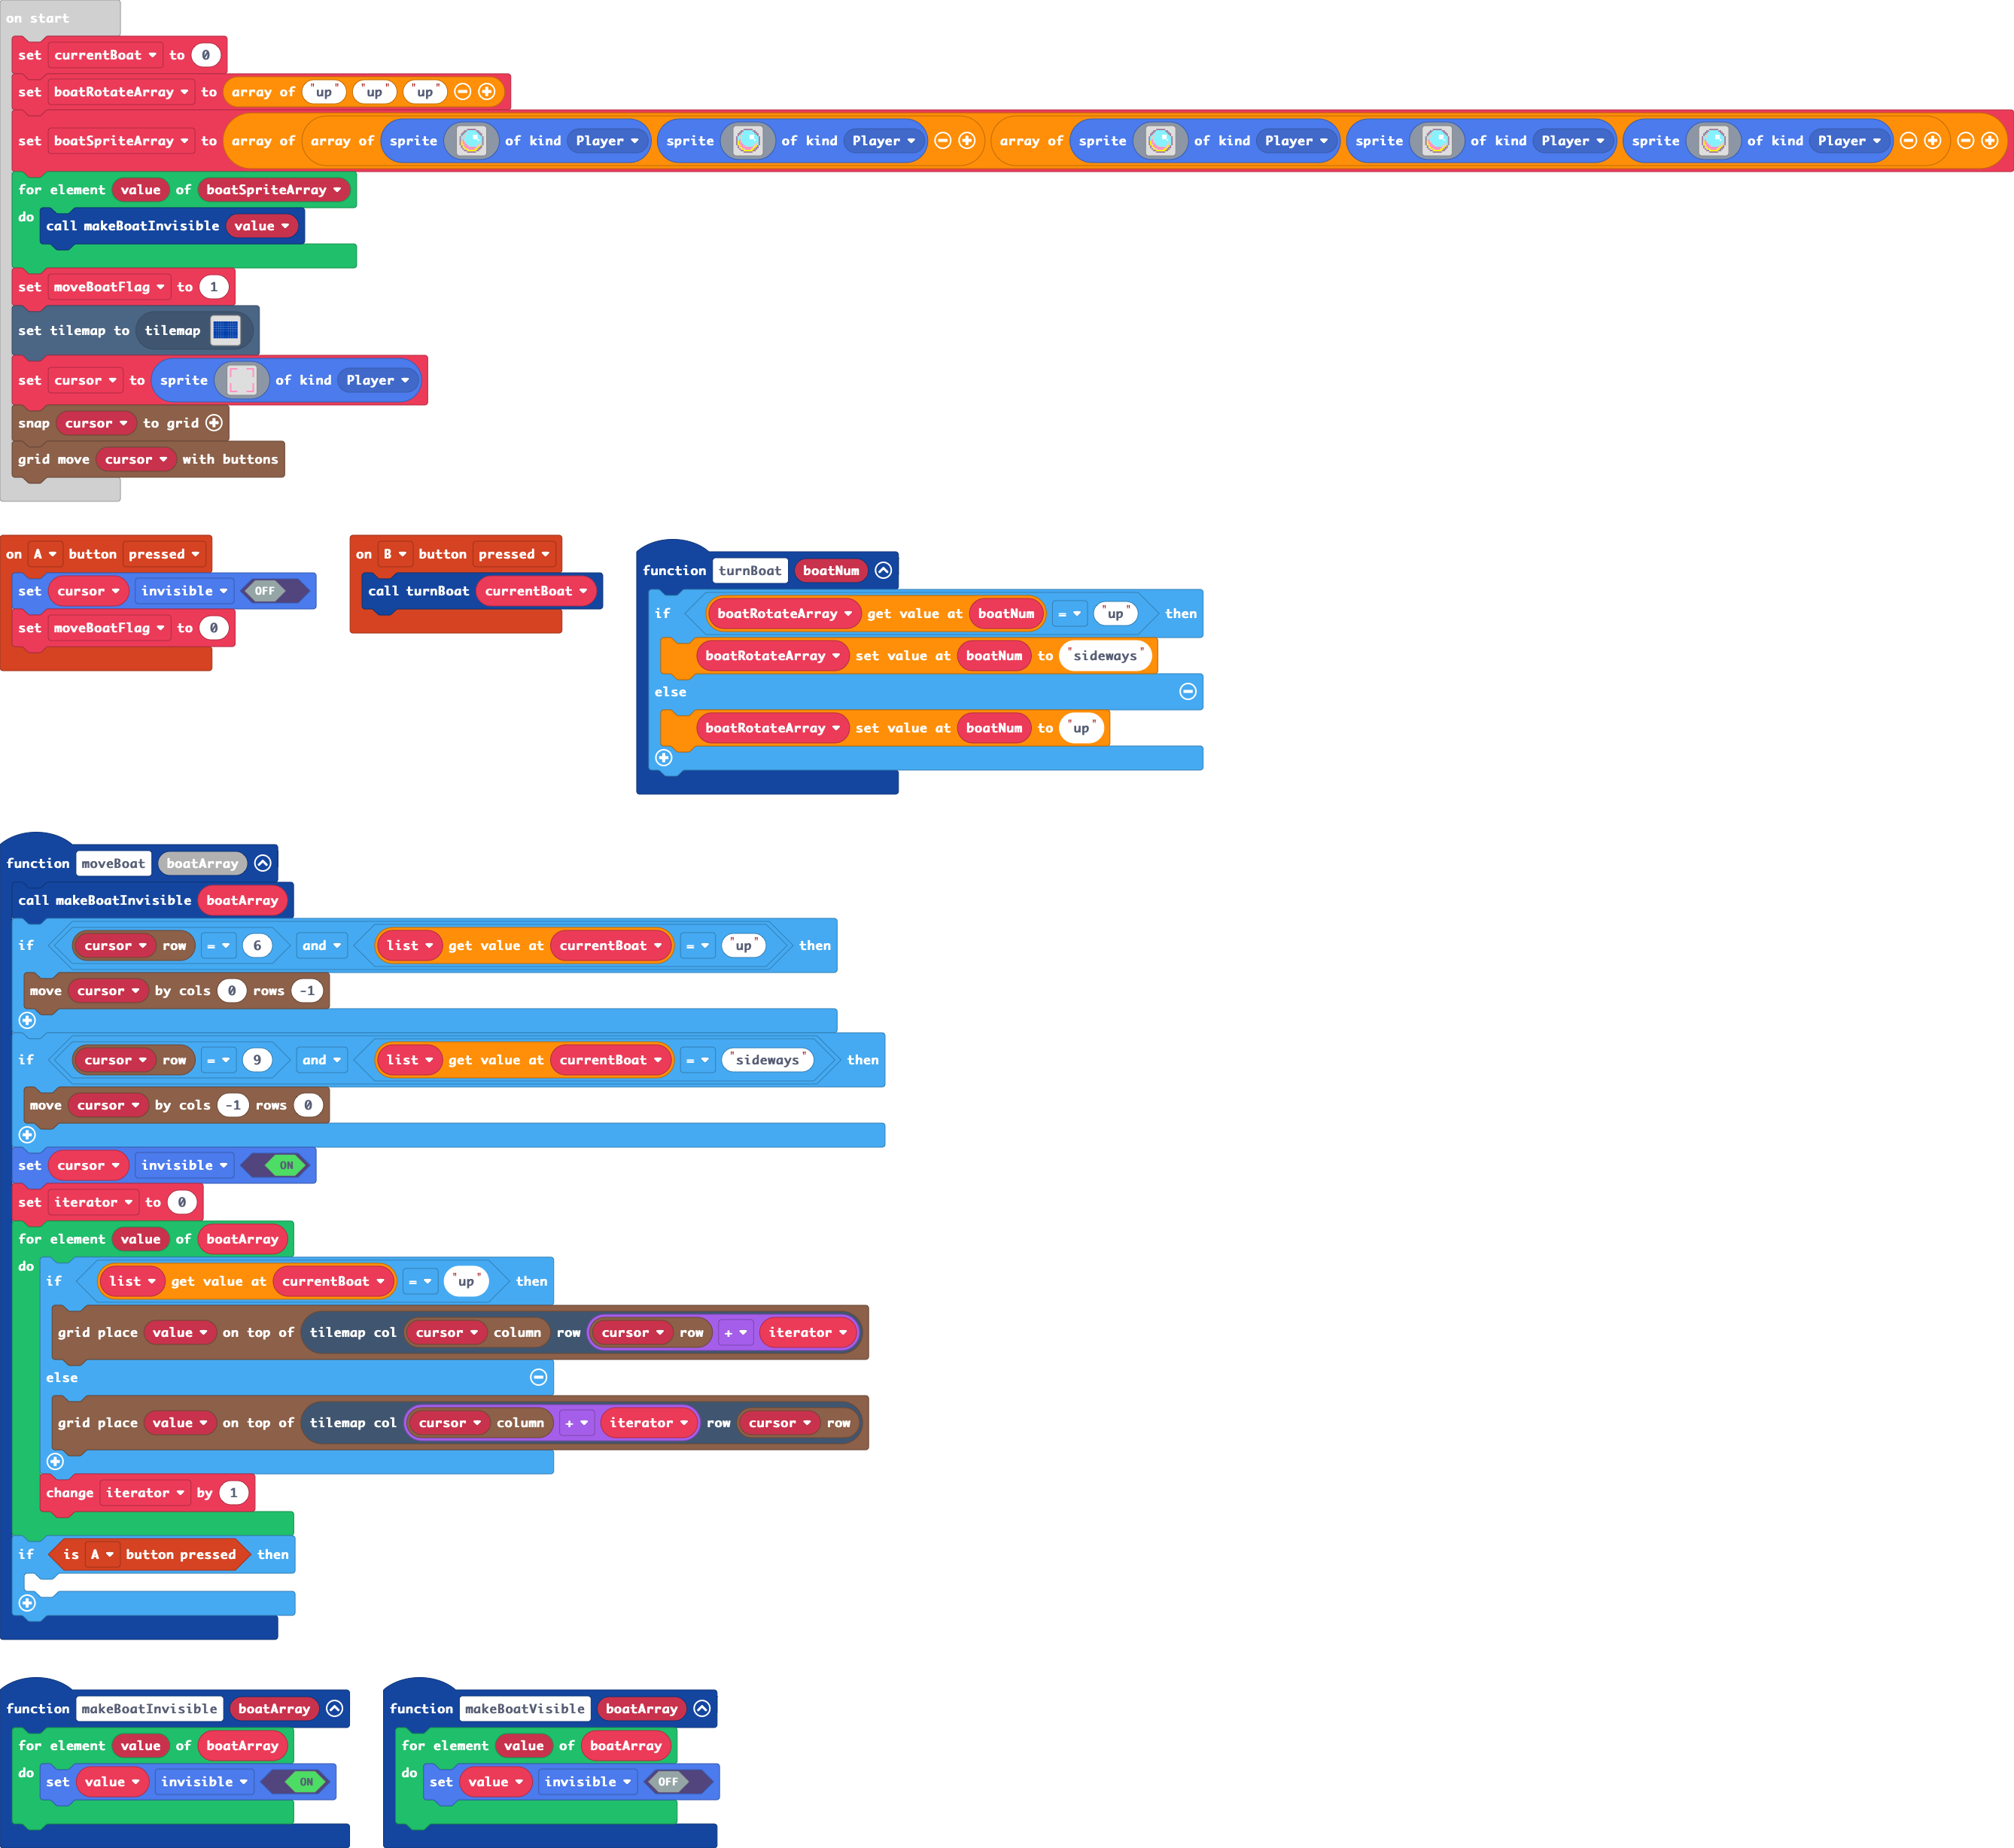 on start
set currentBoat to 0
set boatRotateArray to array of "up" "up" "up"
set boatSpriteArray to array of array of sprite of kind Player sprite of kind Player array of sprite of kind Player sprite of kind Player sprite of kind Player
for element value of boatSpriteArray
do
call makeBoatInvisible value
set moveBoatFlag to 1
set tilemap to tilemap
set cursor to sprite of kind Player
snap cursor to grid
grid move cursor with buttons
on A button pressed
set cursor invisible OFF
set moveBoatFlag to 0
on B button pressed
call turnBoat currentBoat
function turnBoat boatNum
if boatRotateArray get value at boatNum = "up" then
boatRotateArray set value at boatNum to "sideways"
else
boatRotateArray set value at boatNum to "up"
function moveBoat boatArray
call makeBoatInvisible boatArray
if cursor row = 6 and list get value at currentBoat = "up" then
move cursor by cols 0 rows -1
if cursor row = 9 and list get value at currentBoat = "sideways" then
move cursor by cols -1 rows 0
set cursor invisible ON
set iterator to 0
for element value of boatArray
do
if list get value at currentBoat = "up" then
grid place value on top of tilemap col cursor column row cursor row + iterator
else
grid place value on top of tilemap col cursor column + iterator row cursor row
change iterator by 1
if is A button pressed then
function makeBoatInvisible boatArray
for element value of boatArray
do
set value invisible ON
function makeBoatVisible boatArray
for element value of boatArray
do
set value invisible OFF